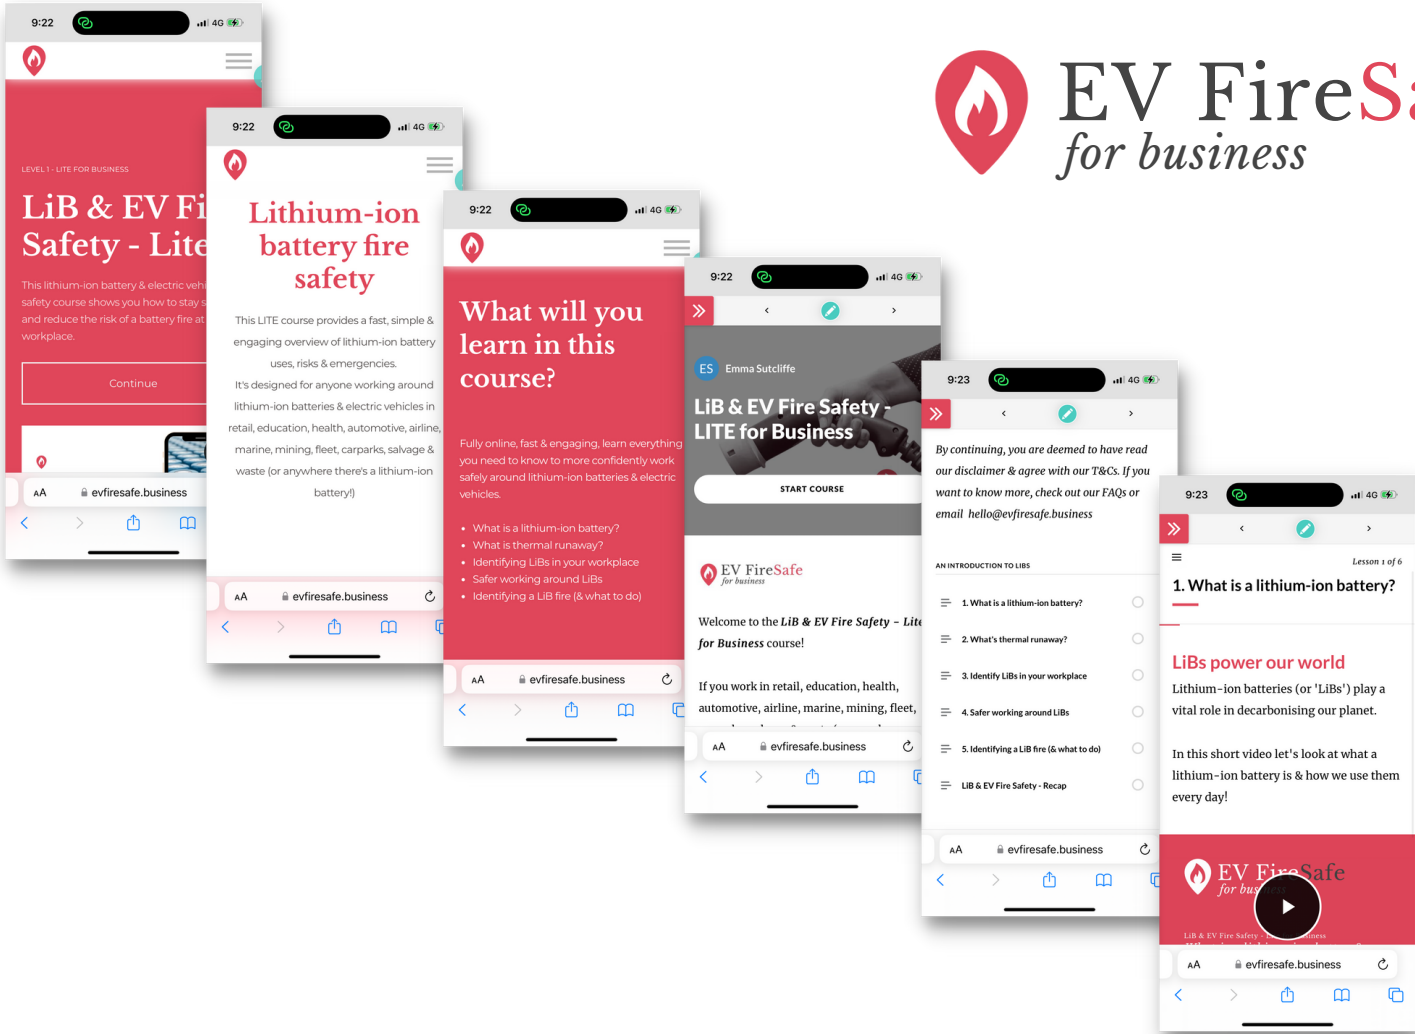 9:22
4G
LEVEL 1 - LITE FOR BUSINESS
LiB & EV Fi
Safety - Lite
This lithium-ion battery & electric vehi
safety course shows you how to stay s
and reduce the risk of a battery fire at
workplace.
Continue
AA evfiresafe.business
9:22
4G
Lithium-ion
battery fire
safety
This LITE course provides a fast, simple &
engaging overview of lithium-ion battery
uses, risks & emergencies.
It's designed for anyone working around
lithium-ion batteries & electric vehicles in
retail, education, health, automotive, airline,
marine, mining, fleet, carparks, salvage &
waste (or anywhere there's a lithium-ion
battery!)
AA evfiresafe.business
9:22
4G
What will you
learn in this
course?
Fully online, fast & engaging, learn everything
you need to know to more confidently work
safely around lithium-ion batteries & electric
vehicles.
• What is a lithium-ion battery?
• What is thermal runaway?
• Identifying LiBs in your workplace
• Safer working around LiBs
• Identifying a LiB fire (& what to do)
AA evfiresafe.business
EV FireSa
for business
9:22
4G
ES Emma Sutcliffe
LiB & EV Fire Safety -
LITE for Business
START COURSE
EV FireSafe
for business
Welcome to the LiB & EV Fire Safety - Lite
for Business course!
If you work in retail, education, health,
automotive, airline, marine, mining, fleet,
AA evfiresafe.business
9:23
4G
By continuing, you are deemed to have read
our disclaimer & agree with our T&Cs. If you
want to know more, check out our FAQs or
email hello@evfiresafe.business
AN INTRODUCTION TO LIBS
1. What is a lithium-ion battery?
2. What's thermal runaway?
3. Identify LiBs in your workplace
4. Safer working around LiBs
5. Identifying a LiB fire (& what to do)
LiB & EV Fire Safety - Recap
AA evfiresafe.business
9:23
4G
Lesson 1 of 6
1. What is a lithium-ion battery?
LiBs power our world
Lithium-ion batteries (or 'LiBs') play a
vital role in decarbonising our planet.
In this short video let's look at what a
lithium-ion battery is & how we use them
every day!
EV FireSafe
for business
LiB & EV Fire Safety -
AA evfiresafe.business